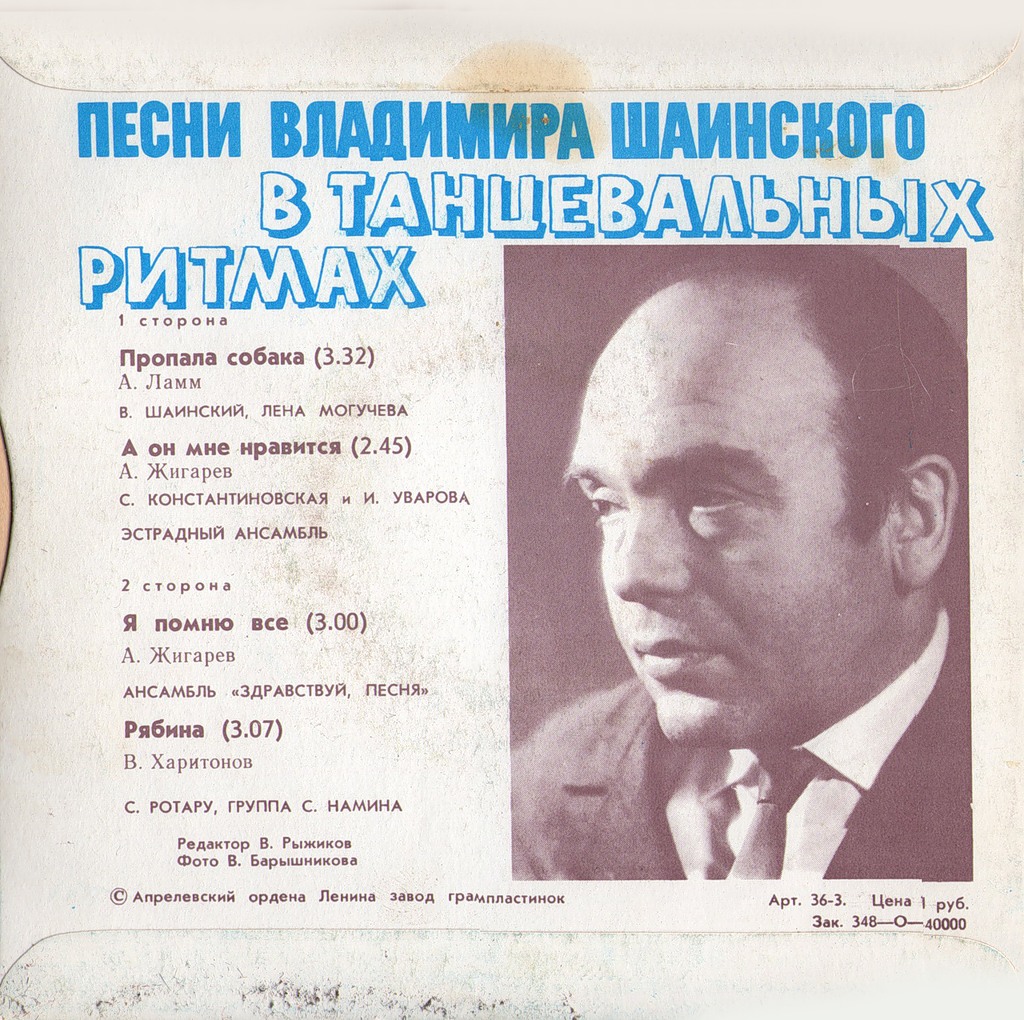 ПЕСНИ ВЛАДИМИРА ШАИНСКОГО
В ТАНЦЕВАЛЬНЫХ
РИТМАХ
1 сторона
Пропала собака (3.32)
А. Ламм
В. ШАИНСКИЙ, ЛЕНА МОГУЧЕВА
А он мне нравится (2.45)
А. Жигарев
С. КОНСТАНТИНОВСКАЯ и И. УВАРОВА
ЭСТРАДНЫЙ АНСАМБЛЬ
2 сторона
Я помню все (3.00)
А. Жигарев
АНСАМБЛЬ «ЗДРАВСТВУЙ, ПЕСНЯ»
Рябина (3.07)
В. Харитонов
С. РОТАРУ, ГРУППА С. НАМИНА
Редактор В. Рыжиков
Фото В. Барышникова
© Апрелевский ордена Ленина завод грампластинок
Арт. 36-3. Цена 1 руб.
Зак. 348—О—40000